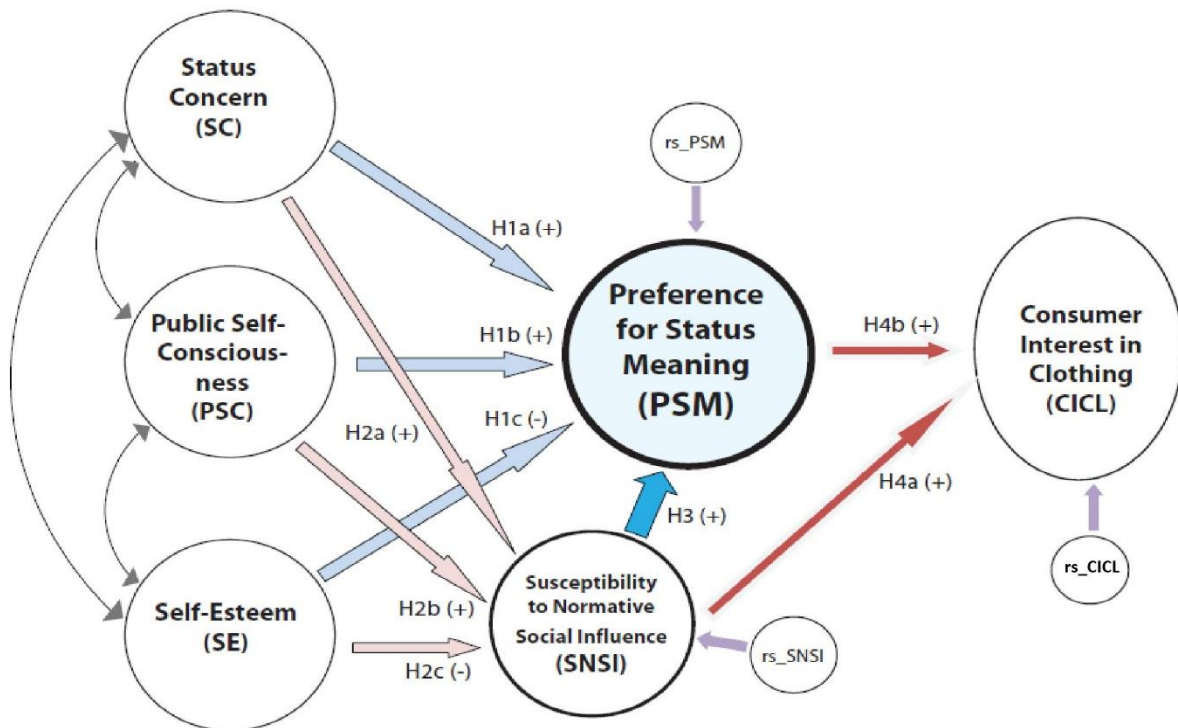 Status
Concern
(SC)
rs_PSM
H1a (+)
Preference
for Status
Meaning
(PSM)
Public Self-
Conscious-
ness
(PSC)
H1b (+)
H4b (+)
Consumer
Interest in
Clothing
(CICL)
H1c (-)
H2a (+)
H4a (+)
H3 (+)
rs_CICL
Self-Esteem
(SE)
H2b (+)
Susceptibility
to Normative
Social Influence
(SNSI)
H2c (-)
rs_SNSI